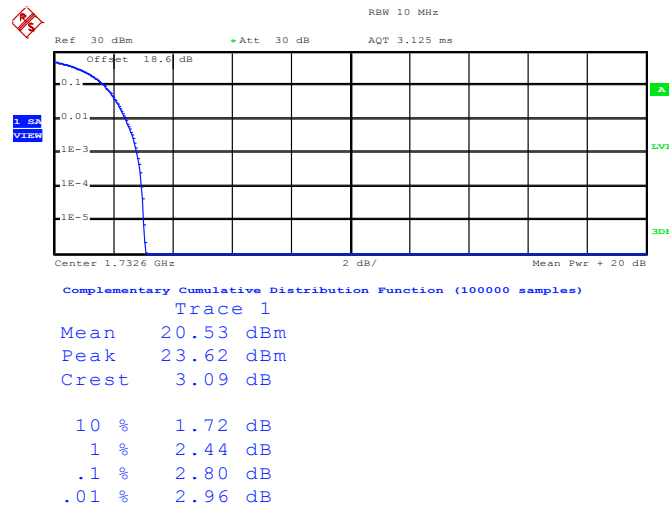 RBW 10 MHz
Ref 30 dBm * Att 30 dB AQT 3.125 ms
Offset 18.6 dB
0.1
A
0.01
1 SA
VIEW
1E-3
LVL
1E-4
1E-5
3DB
Center 1.7326 GHz 2 dB/ Mean Pwr + 20 dB
Complementary Cumulative Distribution Function (100000 samples)
Trace 1
Mean 20.53 dBm
Peak 23.62 dBm
Crest 3.09 dB
10 % 1.72 dB
1 % 2.44 dB
.1 % 2.80 dB
.01 % 2.96 dB